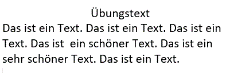 Übungstext
Das ist ein Text. Das ist ein Text. Das ist ein
Text. Das ist  ein schöner Text. Das ist ein
sehr schöner Text. Das ist ein Text.